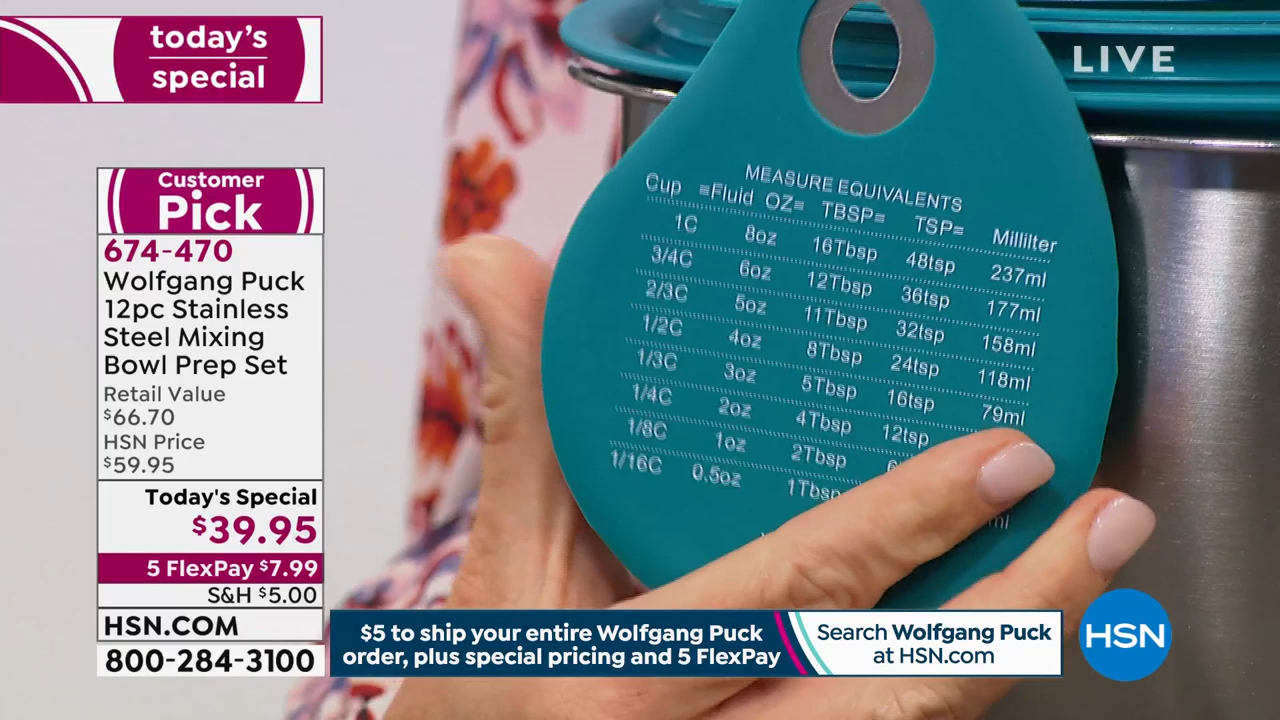 today's
special
LIVE
Customer
Pick
674-470
Wolfgang Puck
12pc Stainless
Steel Mixing
Bowl Prep Set
Retail Value
$66.70
HSN Price
$59.95
Today's Special
$39.95
5 FlexPay $7.99
S&H $5.00
HSN.COM
800-284-3100
MEASURE EQUIVALENTS
Cup =Fluid OZ= TBSP= TSP= Millilter
1C 8oz 16Tbsp 48tsp 237ml
3/4C 6oz 12Tbsp 36tsp 177ml
2/3C 5oz 11Tbsp 32tsp 158ml
1/2C 4oz 8Tbsp 24tsp 118ml
1/3C 3oz 5Tbsp 16tsp 79ml
1/4C 2oz 4Tbsp 12tsp
1/8C 1oz 2Tbsp
1/16C 0.5oz 1Tbsp
$5 to ship your entire Wolfgang Puck
order, plus special pricing and 5 FlexPay
Search Wolfgang Puck
at HSN.com
HSN